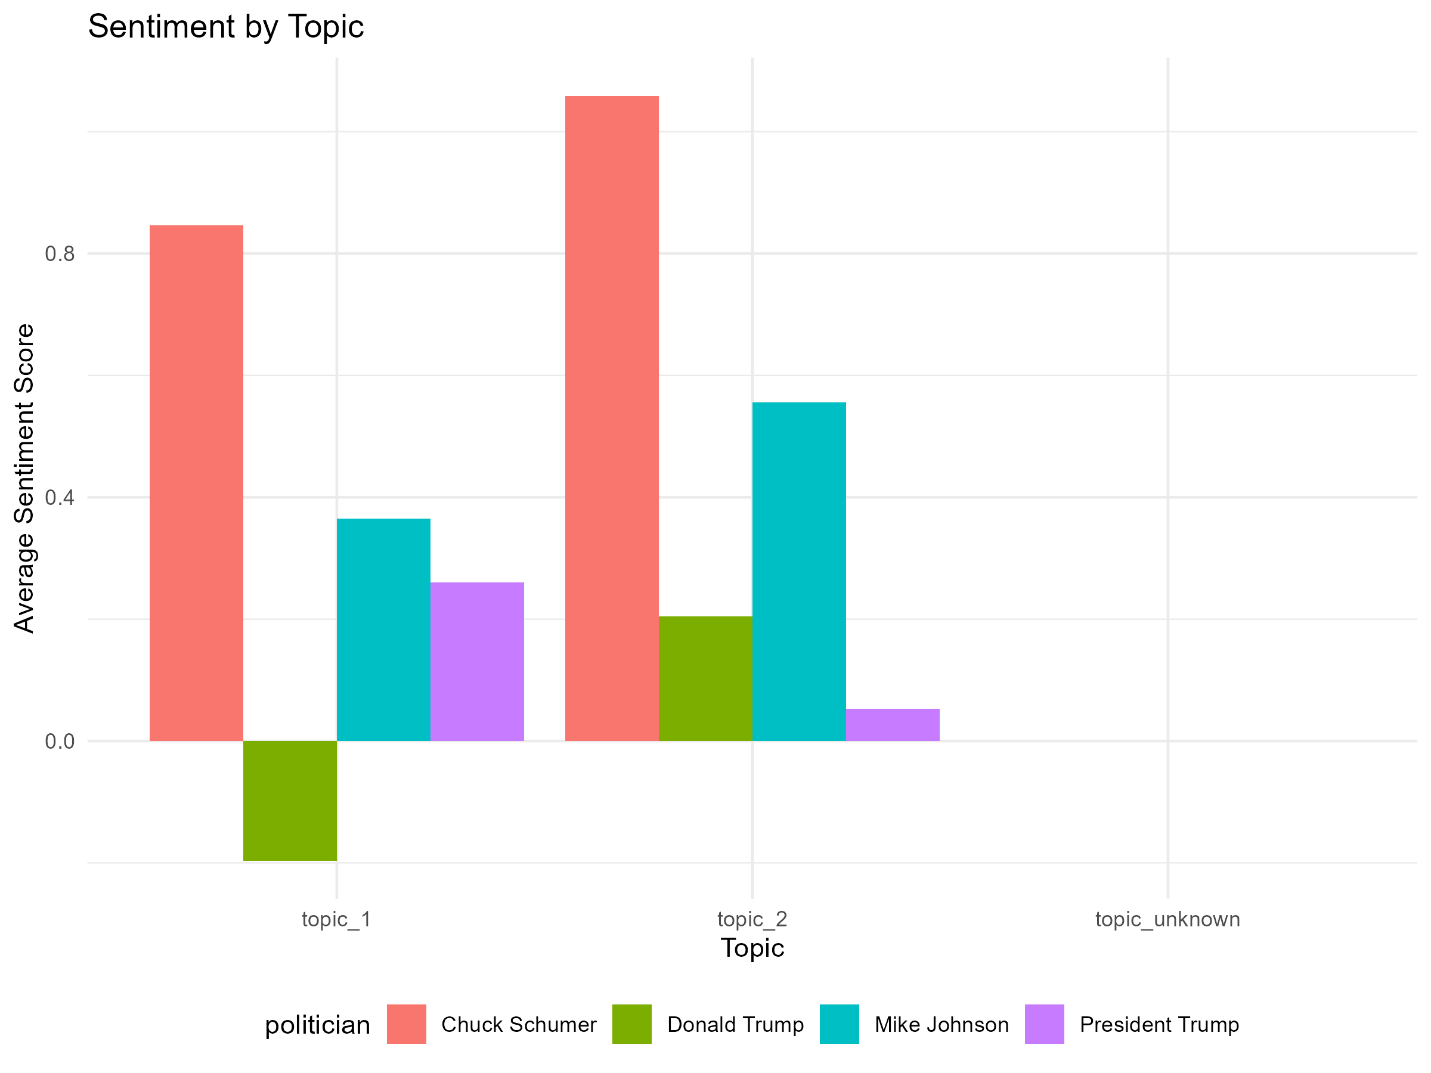 Sentiment by Topic
Average Sentiment Score
0.8
0.4
0.0
topic_1 topic_2 topic_unknown
Topic
politician Chuck Schumer Donald Trump Mike Johnson President Trump